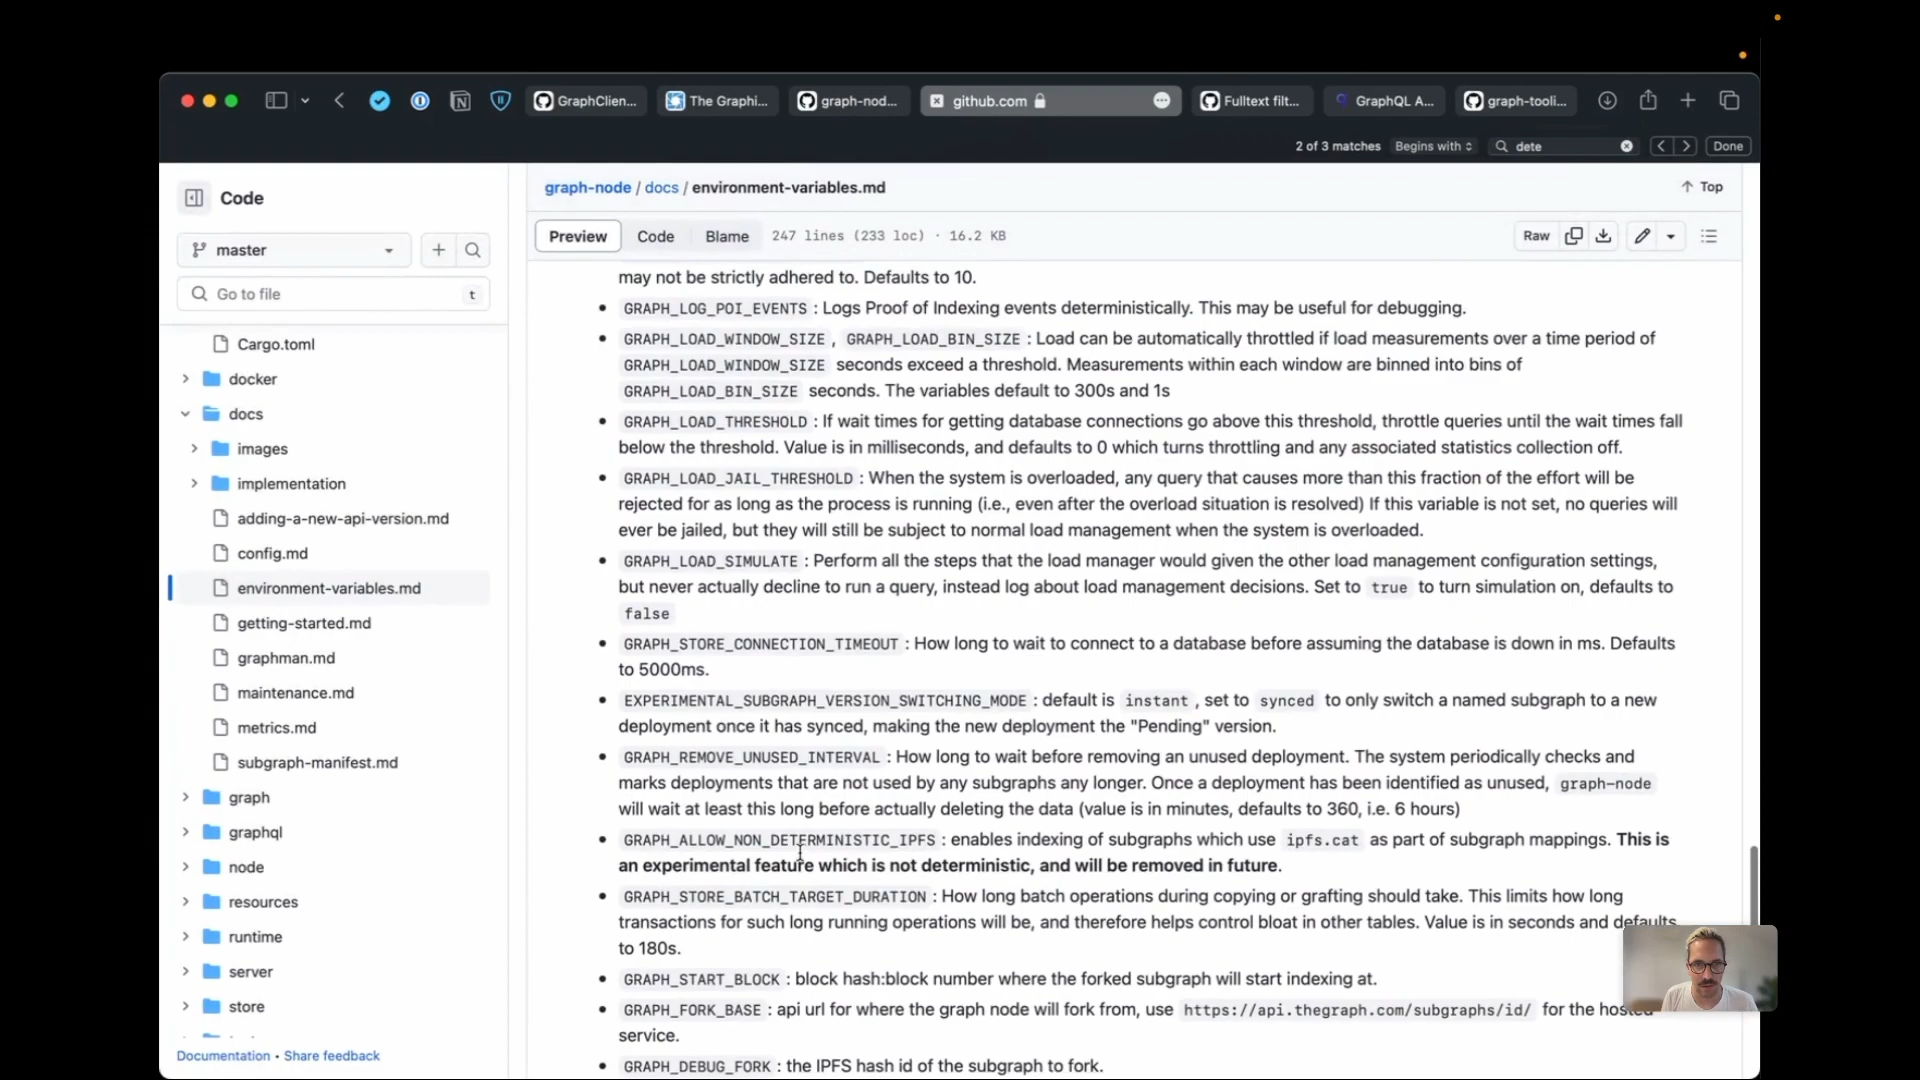 GraphClien...
The Graphi...
graph-nod...
github.com
Fulltext filt...
GraphQL A...
graph-tooli...
2 of 3 matches
Begins with
dete
Done
Code
master
Go to file
t
Cargo.toml
docker
docs
images
implementation
adding-a-new-api-version.md
config.md
environment-variables.md
getting-started.md
graphman.md
maintenance.md
metrics.md
subgraph-manifest.md
graph
graphql
node
resources
runtime
server
store
Documentation • Share feedback
graph-node / docs / environment-variables.md
Top
Preview
Code
Blame
247 lines (233 loc) · 16.2 KB
Raw
may not be strictly adhered to. Defaults to 10.
• GRAPH_LOG_POI_EVENTS : Logs Proof of Indexing events deterministically. This may be useful for debugging.
• GRAPH_LOAD_WINDOW_SIZE , GRAPH_LOAD_BIN_SIZE : Load can be automatically throttled if load measurements over a time period of
GRAPH_LOAD_WINDOW_SIZE seconds exceed a threshold. Measurements within each window are binned into bins of
GRAPH_LOAD_BIN_SIZE seconds. The variables default to 300s and 1s
• GRAPH_LOAD_THRESHOLD : If wait times for getting database connections go above this threshold, throttle queries until the wait times fall
below the threshold. Value is in milliseconds, and defaults to 0 which turns throttling and any associated statistics collection off.
• GRAPH_LOAD_JAIL_THRESHOLD : When the system is overloaded, any query that causes more than this fraction of the effort will be
rejected for as long as the process is running (i.e., even after the overload situation is resolved) If this variable is not set, no queries will
ever be jailed, but they will still be subject to normal load management when the system is overloaded.
• GRAPH_LOAD_SIMULATE : Perform all the steps that the load manager would given the other load management configuration settings,
but never actually decline to run a query, instead log about load management decisions. Set to true to turn simulation on, defaults to
false
• GRAPH_STORE_CONNECTION_TIMEOUT : How long to wait to connect to a database before assuming the database is down in ms. Defaults
to 5000ms.
• EXPERIMENTAL_SUBGRAPH_VERSION_SWITCHING_MODE : default is instant , set to synced to only switch a named subgraph to a new
deployment once it has synced, making the new deployment the "Pending" version.
• GRAPH_REMOVE_UNUSED_INTERVAL : How long to wait before removing an unused deployment. The system periodically checks and
marks deployments that are not used by any subgraphs any longer. Once a deployment has been identified as unused, graph-node
will wait at least this long before actually deleting the data (value is in minutes, defaults to 360, i.e. 6 hours)
• GRAPH_ALLOW_NON_DETERMINISTIC_IPFS : enables indexing of subgraphs which use ipfs.cat as part of subgraph mappings. This is
an experimental feature which is not deterministic, and will be removed in future.
• GRAPH_STORE_BATCH_TARGET_DURATION : How long batch operations during copying or grafting should take. This limits how long
transactions for such long running operations will be, and therefore helps control bloat in other tables. Value is in seconds and defaults
to 180s.
• GRAPH_START_BLOCK : block hash:block number where the forked subgraph will start indexing at.
• GRAPH_FORK_BASE : api url for where the graph node will fork from, use https://api.thegraph.com/subgraphs/id/ for the hosted
service.
• GRAPH_DEBUG_FORK : the IPFS hash id of the subgraph to fork.